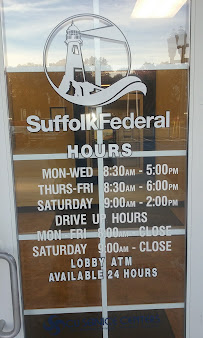 SuffolkFederal
HOURS
MON-WED 8:30AM - 5:00PM
THURS-FRI 8:30AM - 6:00PM
SATURDAY 9:00AM - 2:00PM
DRIVE UP HOURS
MON-FRI AM - CLOSE
SATURDAY 9:00AM - CLOSE
LOBBY ATM
AVAILABLE 24 HOURS